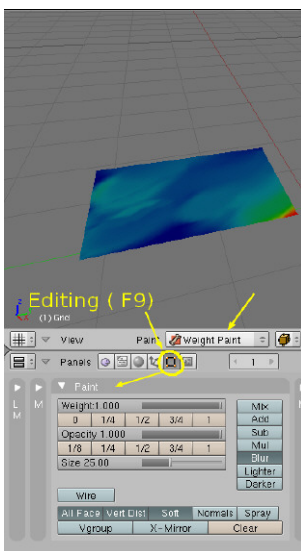 Editing ( F9)
(1) Grid
View Paint Weight Paint
Panels 1
L M Paint
M Weight:1.000 Mix
0 1/4 1/2 3/4 1 Add
Opacity 1.000 Sub
1/8 1/4 1/2 3/4 1 Mul
Size 25.00 Blur
Lighter
Darker
Wire
All Face Vert Dist Soft Normals Spray
Vgroup X-Mirror Clear